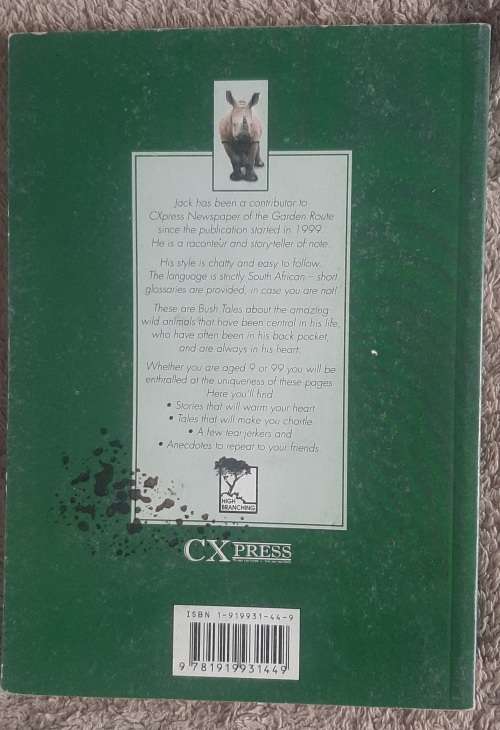 Jack has been a contributor to
CXpress Newspaper of the Garden Route
since the publication started in 1999.
He is a raconteur and storyteller of note.
His style is chatty and easy to follow.
The language is strictly South African – short
glossaries are provided, in case you are not!
These are Bush Tales about the amazing
wild animals that have been central in his life,
who have often been in his back pocket,
and are always in his heart.
Whether you are aged 9 or 99 you will be
enthralled at the uniqueness of these pages.
Here you'll find
• Stories that will warm your heart
• Tales that will make you chortle
• A few tear-jerkers and
• Anecdotes to repeat to your friends
HIGH
BRANCHING
CXPRESS
ISBN 1-919931-44-9
9 781919 931449